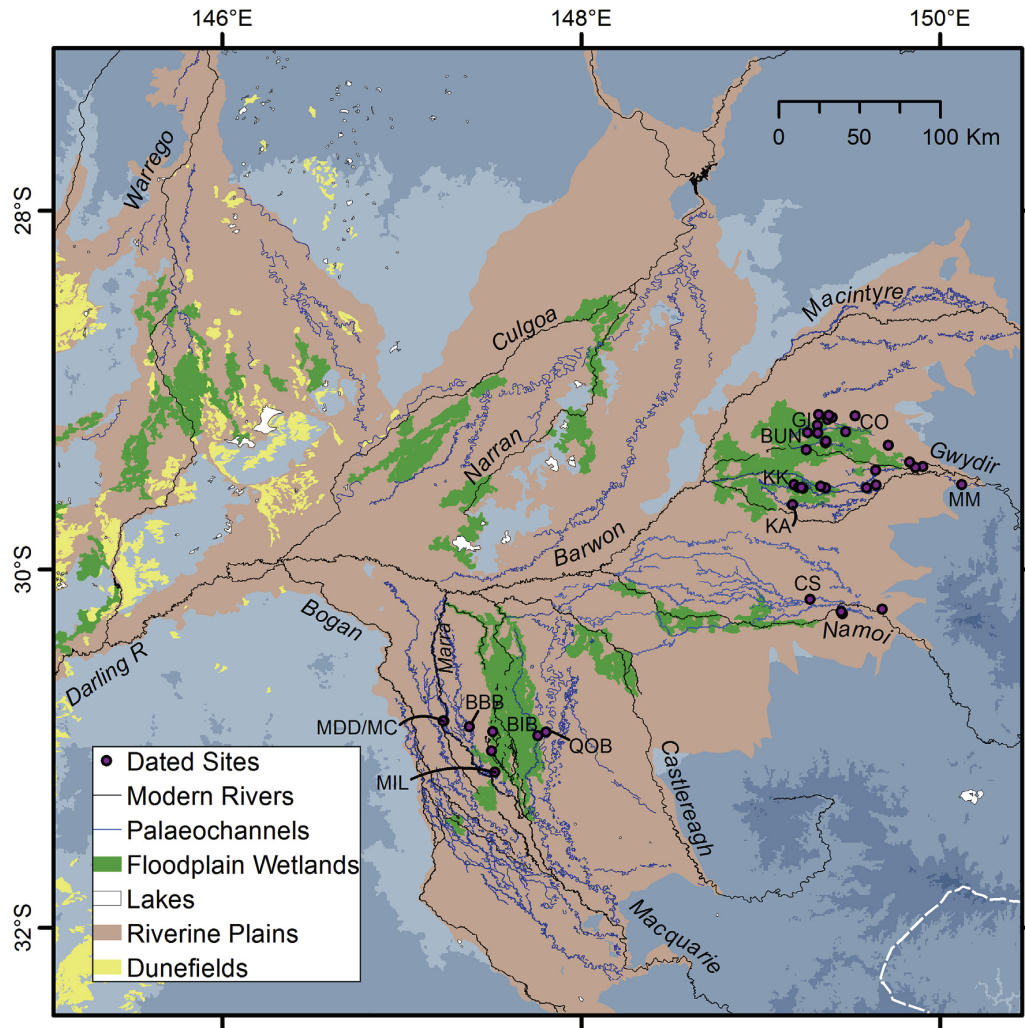 146°E
148°E
150°E
0 50 100 Km
28°S
30°S
32°S
Warrego
Culgoa
Narran
Macintyre
GI
CO
BUN
Gwydir
KK
MM
KA
Barwon
CS
Namoi
Bogan
Marra
Darling R
BBB
MDD/MC
BIB
QOB
MIL
Castlereagh
Macquarie
Dated Sites
Modern Rivers
Palaeochannels
Floodplain Wetlands
Lakes
Riverine Plains
Dunefields